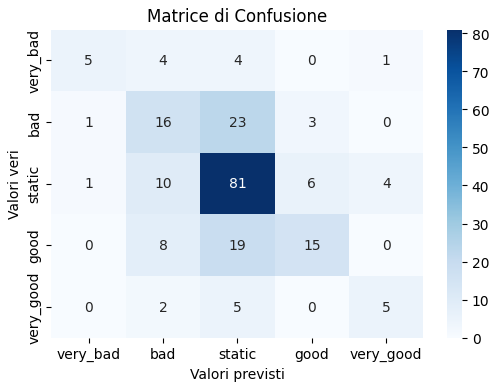 Matrice di Confusione
Valori veri
very_bad 5 4 4 0 1
bad 1 16 23 3 0
static 1 10 81 6 4
good 0 8 19 15 0
very_good 0 2 5 0 5
very_bad bad static good very_good
Valori previsti
80
70
60
50
40
30
20
10
0